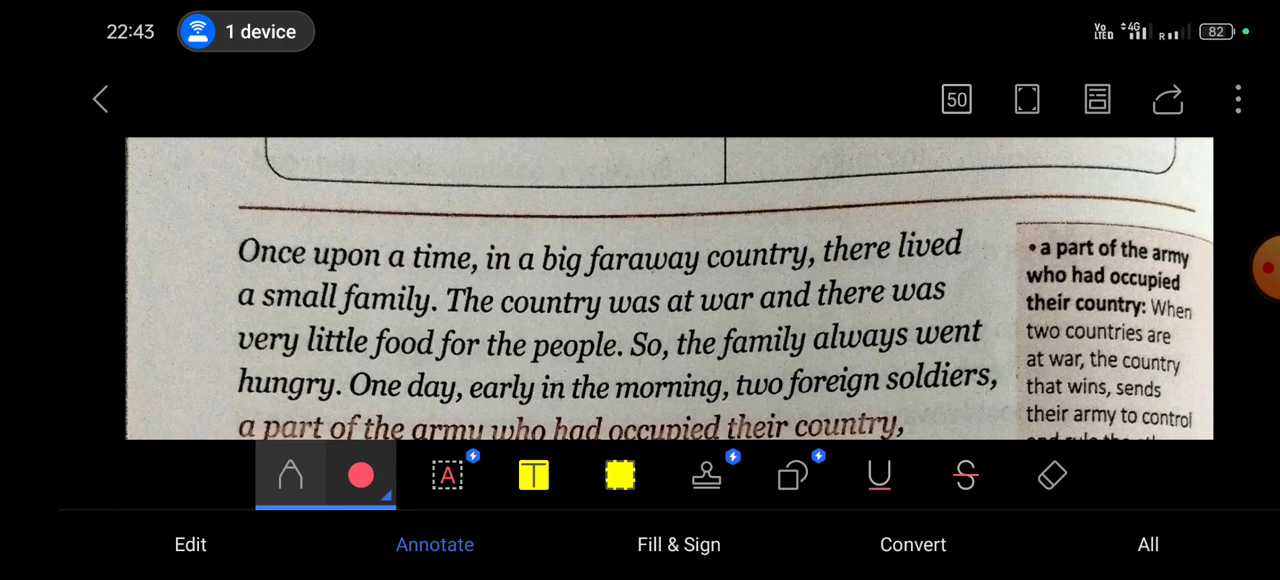 22:43
1 device
Vo LTED
4G
R
82
50
Once upon a time, in a big faraway country, there lived
a small family. The country was at war and there was
very little food for the people. So, the family always went
hungry. One day, early in the morning, two foreign soldiers,
a part of the army who had occupied their country,
• a part of the army
who had occupied
their country: When
two countries are
at war, the country
that wins, sends
their army to control
A
T
U
S
Edit
Annotate
Fill & Sign
Convert
All